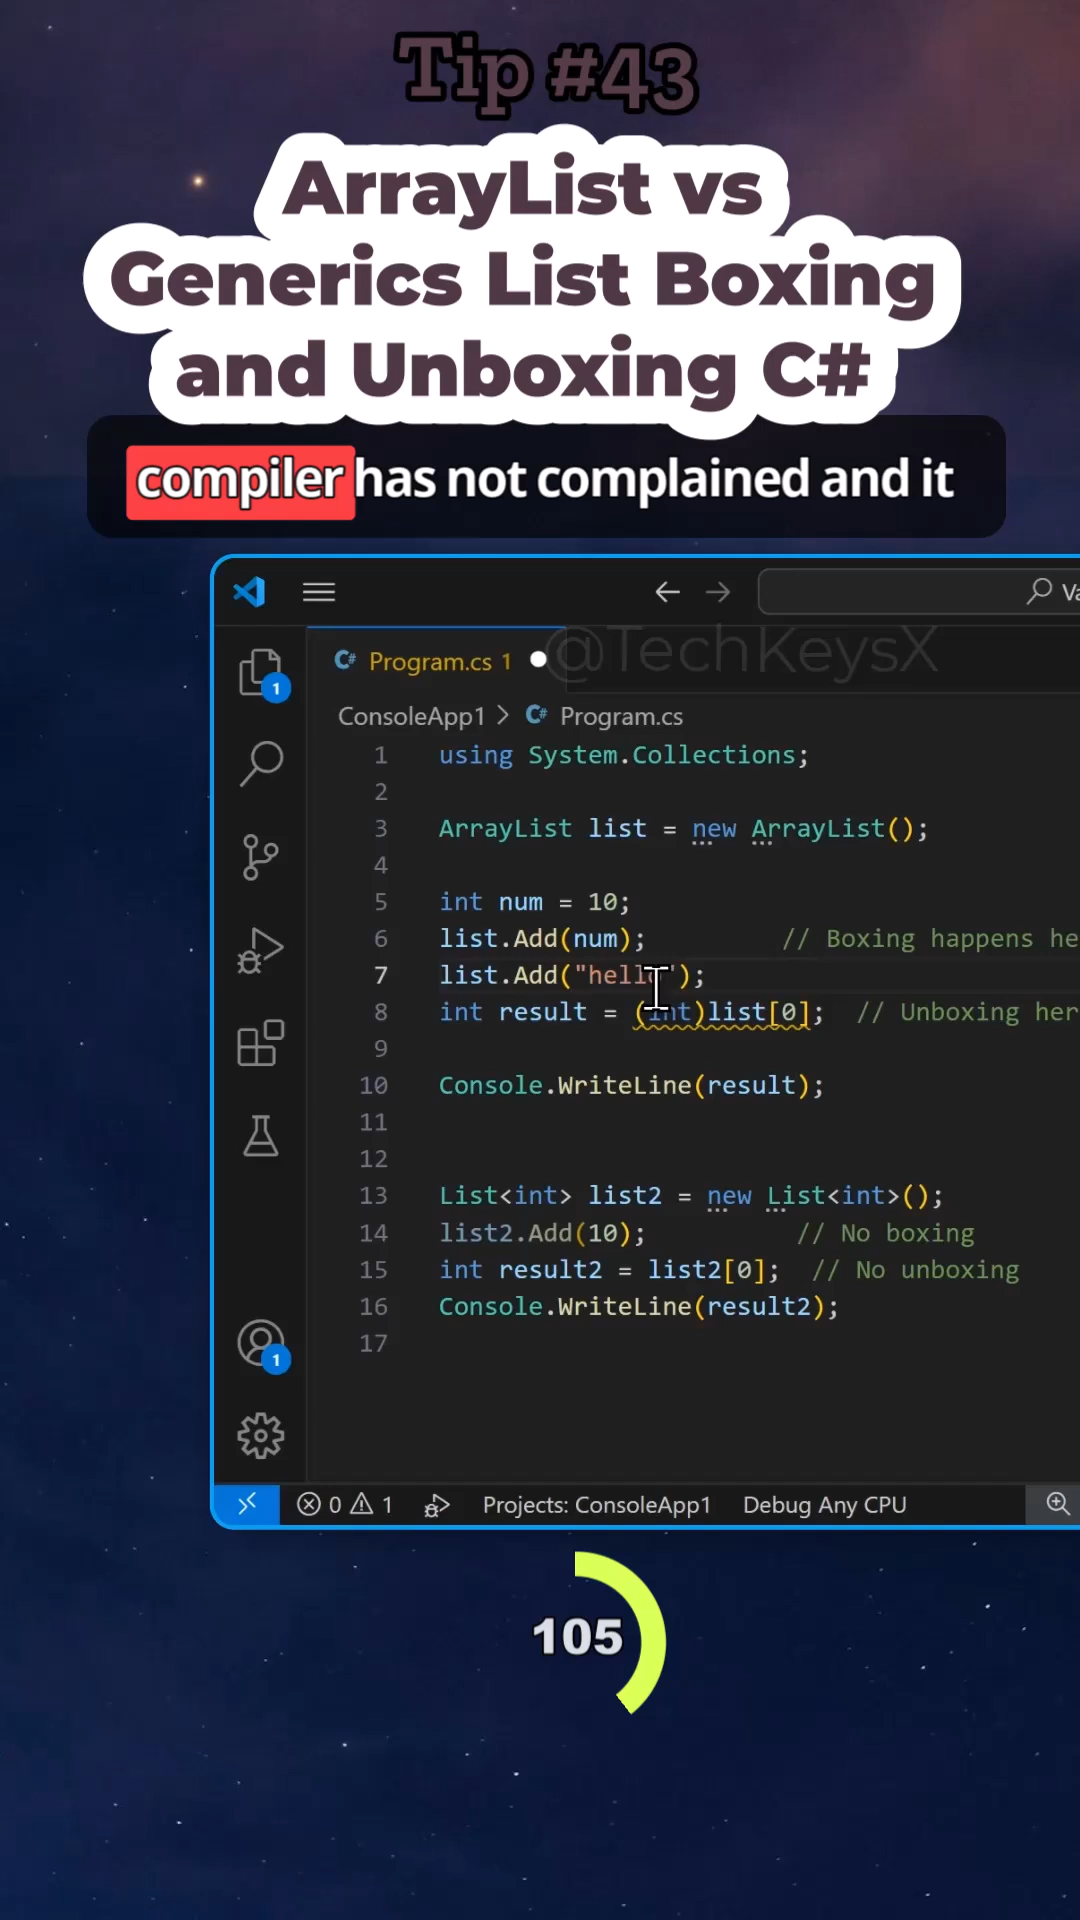 Tip #43
ArrayList vs
Generics List Boxing
and Unboxing C#
compiler has not complained and it
Va
@TechKeysX
C# Program.cs 1
ConsoleApp1 > C# Program.cs
1 using System.Collections;
2
3 ArrayList list = new ArrayList();
4
5 int num = 10;
6 list.Add(num); // Boxing happens he
7 list.Add("hello");
8 int result = (int)list[0]; // Unboxing her
9
10 Console.WriteLine(result);
11
12
13 List<int> list2 = new List<int>();
14 list2.Add(10); // No boxing
15 int result2 = list2[0]; // No unboxing
16 Console.WriteLine(result2);
17
1
1
0 1 Projects: ConsoleApp1 Debug Any CPU
105